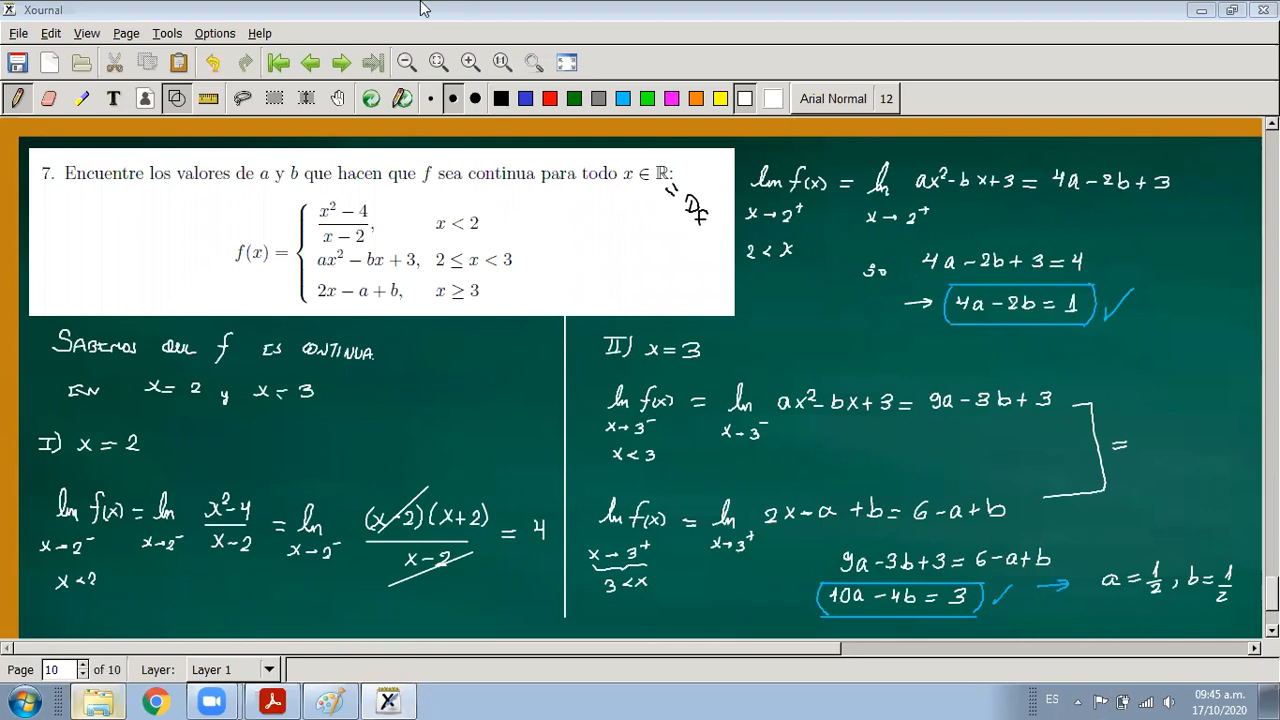 Xournal
File Edit View Page Tools Options Help
T
Arial Normal 12
7. Encuentre los valores de a y b que hacen que f sea continua para todo x ∈ ℝ:
" Df
f(x) = { (x² − 4)/(x − 2), x < 2
ax² − bx + 3, 2 ≤ x < 3
2x − a + b, x ≥ 3
SABEMOS QUE f ES CONTINUA
EN x = 2 y x = 3
I) x = 2
lim f(x) = lim (x²−4)/(x−2) = lim (x−2)(x+2)/(x−2) = 4
x→2⁻ x→2⁻ x→2⁻
x < 2
lim f(x) = lim ax²−bx+3 = 4a−2b+3
x→2⁺ x→2⁺
2 < x
so 4a−2b+3 = 4
→ 4a−2b = 1 ✓
II) x = 3
lim f(x) = lim ax²−bx+3 = 9a−3b+3
x→3⁻ x→3⁻
x < 3
=
lim f(x) = lim 2x−a+b = 6−a+b
x→3⁺ x→3⁺
3 < x
9a−3b+3 = 6−a+b
10a−4b = 3 ✓ → a = 1/2, b = 1/2
Page 10 of 10 Layer: Layer 1
ES
09:45 a.m.
17/10/2020